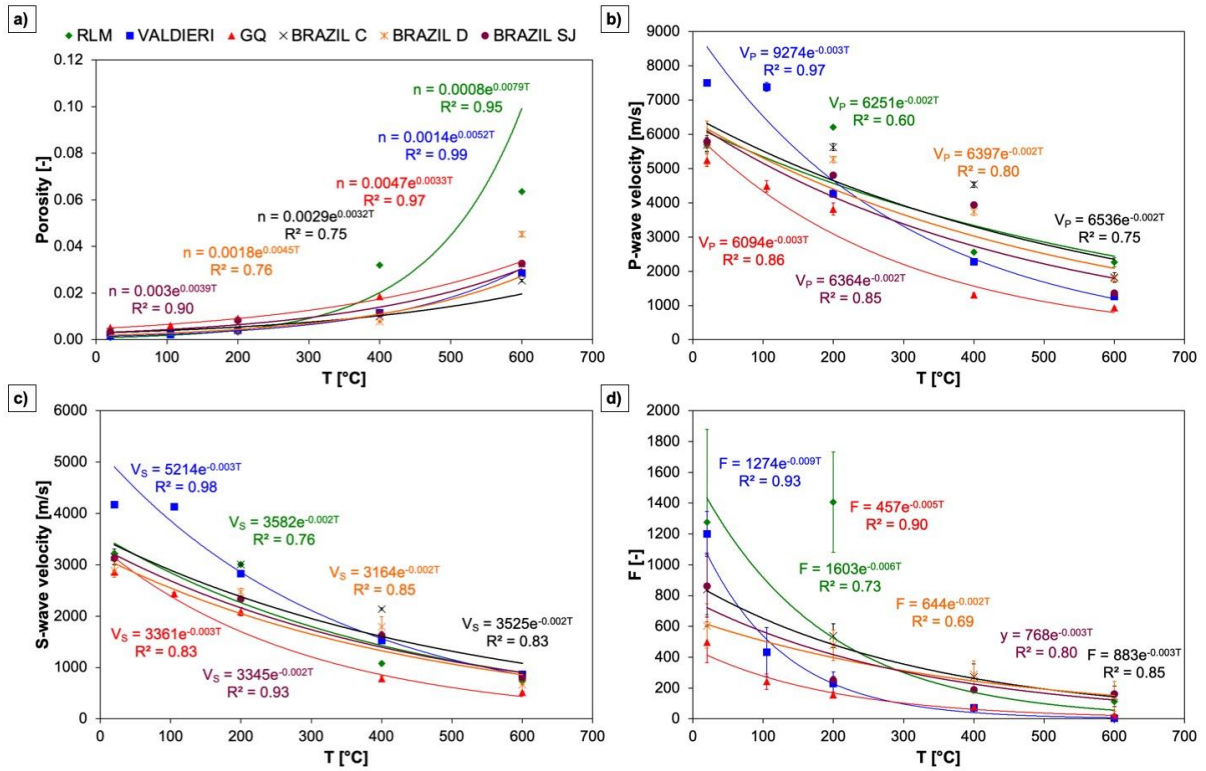 a)
RLM VALDIERI GQ BRAZIL C BRAZIL D BRAZIL SJ
0.12
0.10
0.08
0.06
0.04
0.02
0.00
Porosity [-]
n = 0.0008e^0.0079T
R² = 0.95
n = 0.0014e^0.0052T
R² = 0.99
n = 0.0047e^0.0033T
R² = 0.97
n = 0.0029e^0.0032T
R² = 0.75
n = 0.0018e^0.0045T
R² = 0.76
n = 0.003e^0.0039T
R² = 0.90
0 100 200 300 400 500 600 700
T [°C]
b)
9000
8000
7000
6000
5000
4000
3000
2000
1000
0
P-wave velocity [m/s]
V_P = 9274e^-0.003T
R² = 0.97
V_P = 6251e^-0.002T
R² = 0.60
V_P = 6397e^-0.002T
R² = 0.80
V_P = 6536e^-0.002T
R² = 0.75
V_P = 6094e^-0.003T
R² = 0.86
V_P = 6364e^-0.002T
R² = 0.85
0 100 200 300 400 500 600 700
T [°C]
c)
6000
5000
4000
3000
2000
1000
0
S-wave velocity [m/s]
V_S = 5214e^-0.003T
R² = 0.98
V_S = 3582e^-0.002T
R² = 0.76
V_S = 3164e^-0.002T
R² = 0.85
V_S = 3525e^-0.002T
R² = 0.83
V_S = 3361e^-0.003T
R² = 0.83
V_S = 3345e^-0.002T
R² = 0.93
0 100 200 300 400 500 600 700
T [°C]
d)
2000
1800
1600
1400
1200
1000
800
600
400
200
0
F [-]
F = 1274e^-0.009T
R² = 0.93
F = 457e^-0.005T
R² = 0.90
F = 1603e^-0.006T
R² = 0.73
F = 644e^-0.002T
R² = 0.69
y = 768e^-0.003T
R² = 0.80
F = 883e^-0.003T
R² = 0.85
0 100 200 300 400 500 600 700
T [°C]